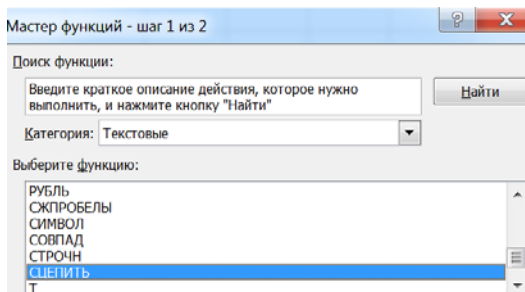 Мастер функций - шаг 1 из 2
Поиск функции:
Введите краткое описание действия, которое нужно
выполнить, и нажмите кнопку "Найти"
Найти
Категория: Текстовые
Выберите функцию:
РУБЛЬ
СЖПРОБЕЛЫ
СИМВОЛ
СОВПАД
СТРОЧН
СЦЕПИТЬ
Т